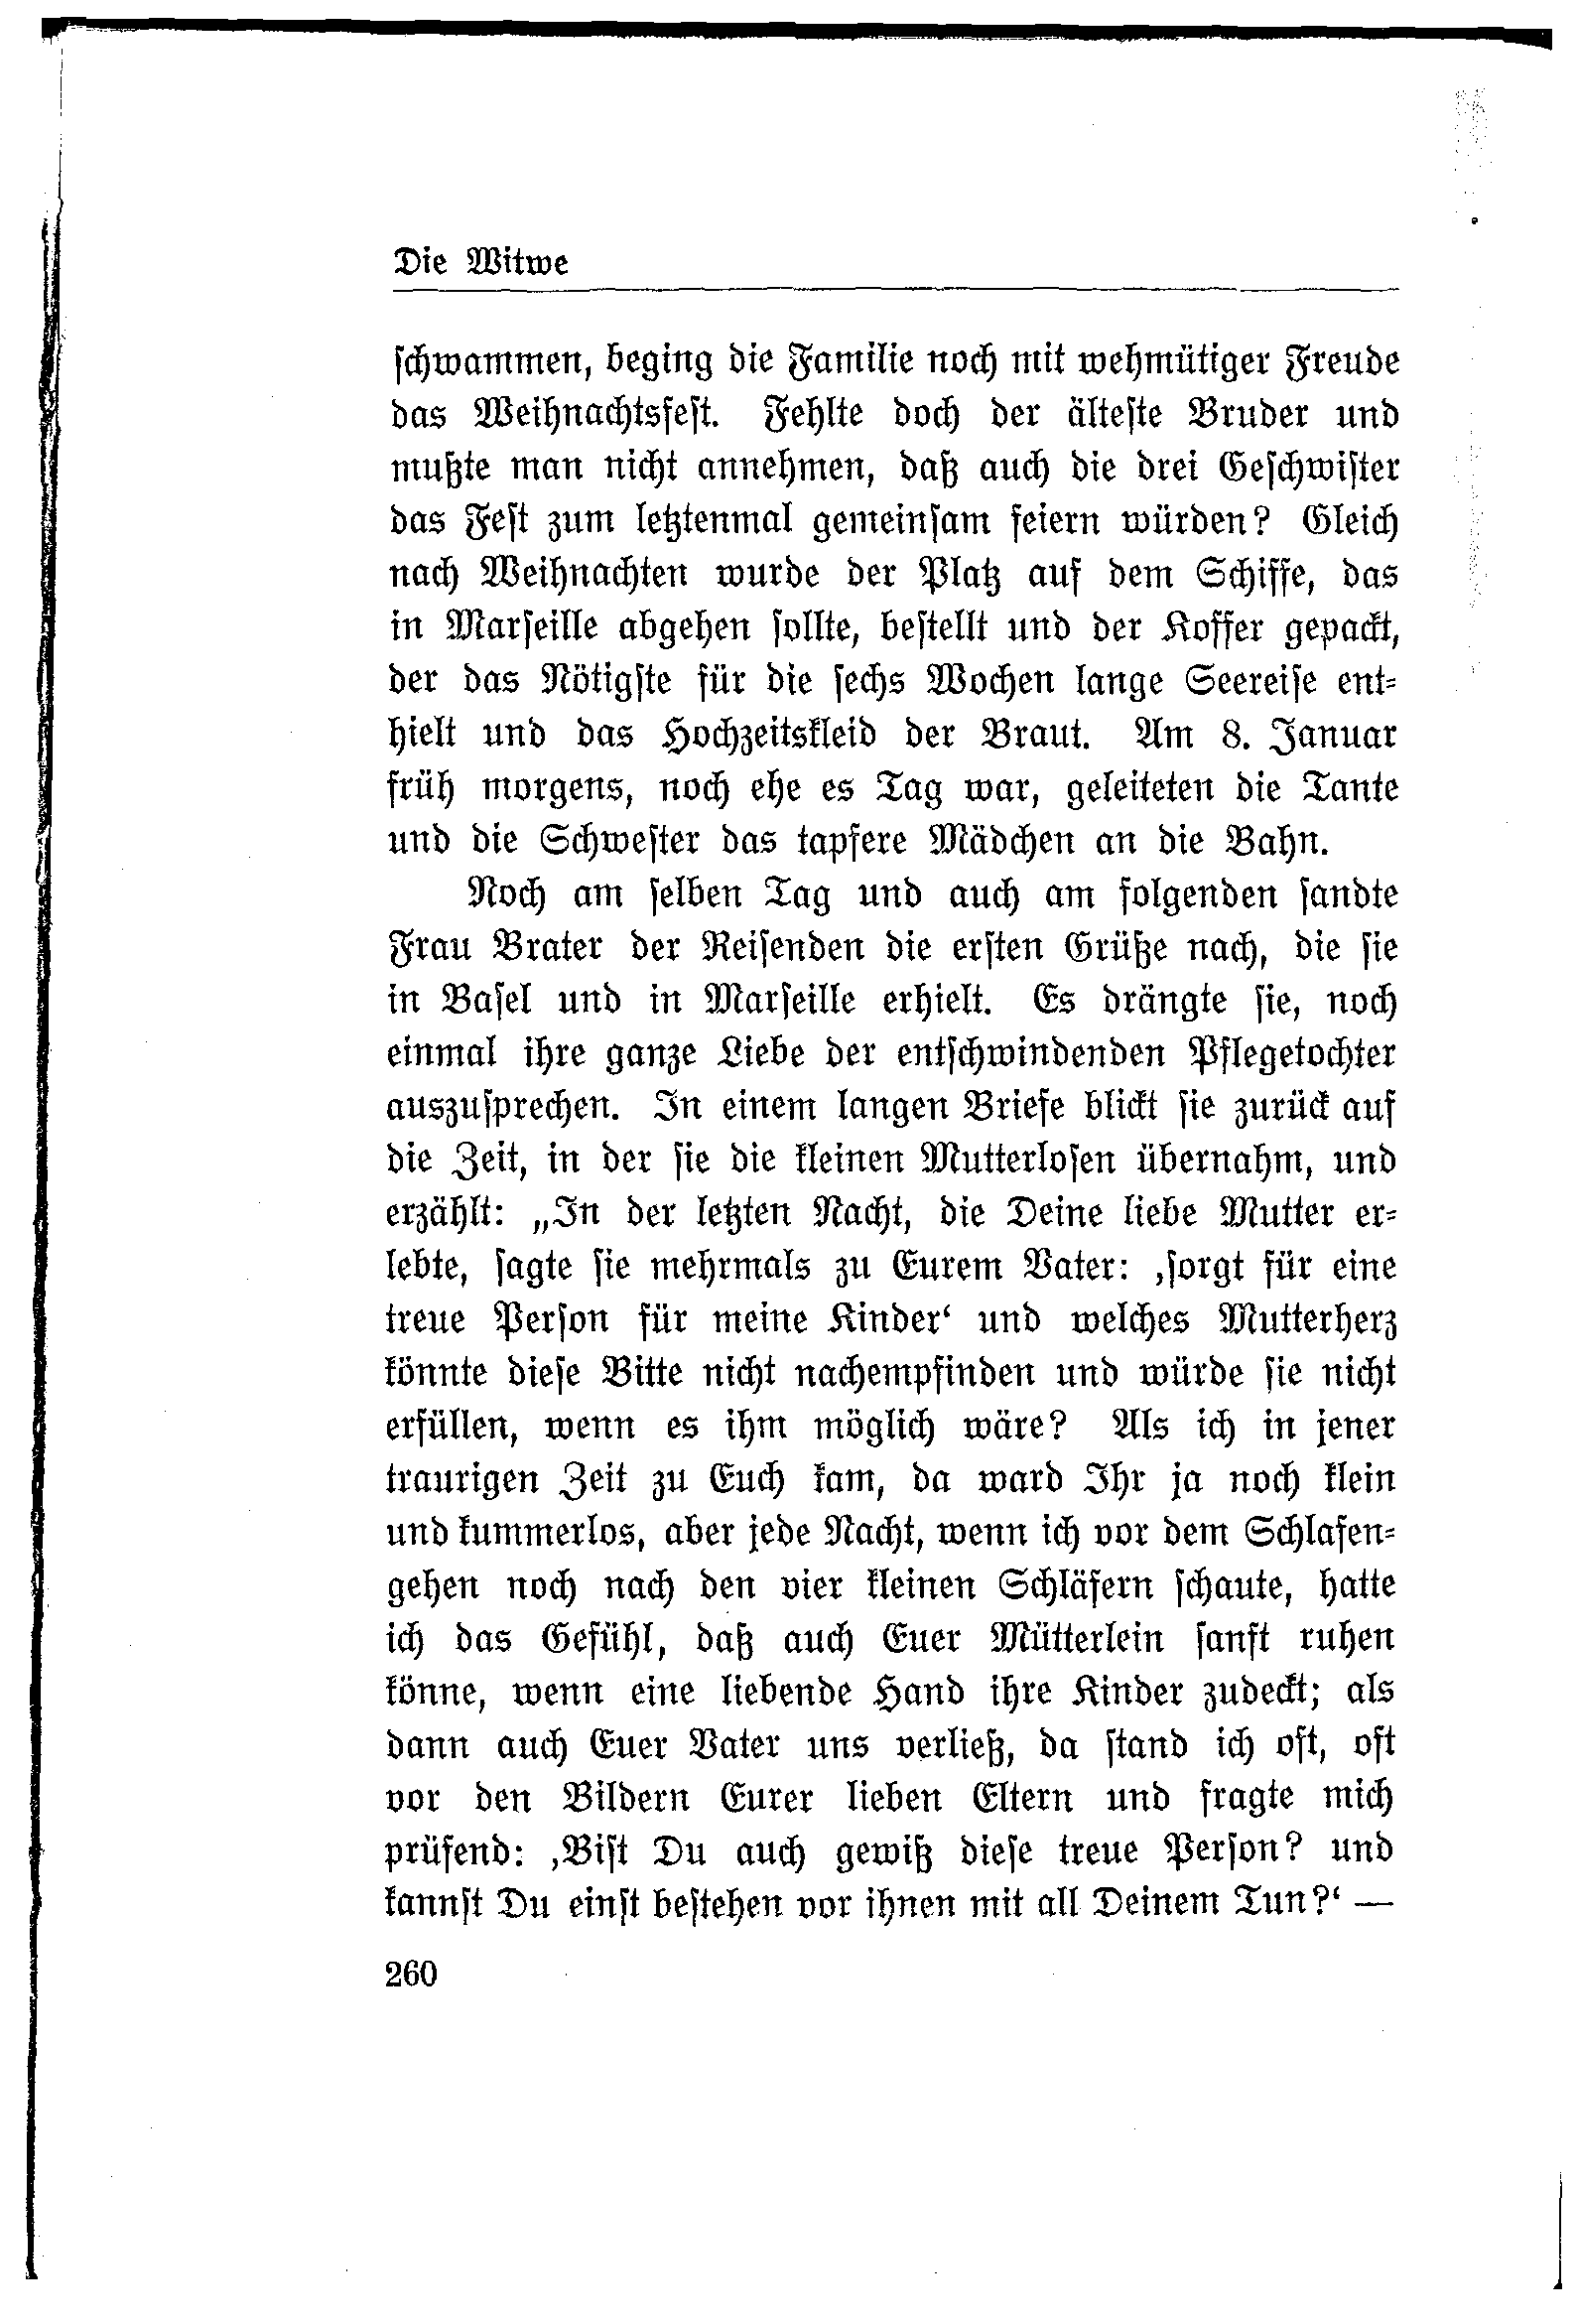 Die Witwe
schwammen, beging die Familie noch mit wehmütiger Freude
das Weihnachtsfest. Fehlte doch der älteste Bruder und
mußte man nicht annehmen, daß auch die drei Geschwister
das Fest zum letztenmal gemeinsam feiern würden? Gleich
nach Weihnachten wurde der Platz auf dem Schiffe, das
in Marseille abgehen sollte, bestellt und der Koffer gepackt,
der das Nötigste für die sechs Wochen lange Seereise ent-
hielt und das Hochzeitskleid der Braut. Am 8. Januar
früh morgens, noch ehe es Tag war, geleiteten die Tante
und die Schwester das tapfere Mädchen an die Bahn.
Noch am selben Tag und auch am folgenden sandte
Frau Brater der Reisenden die ersten Grüße nach, die sie
in Basel und in Marseille erhielt. Es drängte sie, noch
einmal ihre ganze Liebe der entschwindenden Pflegetochter
auszusprechen. In einem langen Briefe blickt sie zurück auf
die Zeit, in der sie die kleinen Mutterlosen übernahm, und
erzählt: „In der letzten Nacht, die Deine liebe Mutter er-
lebte, sagte sie mehrmals zu Eurem Vater: ‚sorgt für eine
treue Person für meine Kinder‘ und welches Mutterherz
könnte diese Bitte nicht nachempfinden und würde sie nicht
erfüllen, wenn es ihm möglich wäre? Als ich in jener
traurigen Zeit zu Euch kam, da ward Ihr ja noch klein
und kummerlos, aber jede Nacht, wenn ich vor dem Schlafen-
gehen noch nach den vier kleinen Schläfern schaute, hatte
ich das Gefühl, daß auch Euer Mütterlein sanft ruhen
könne, wenn eine liebende Hand ihre Kinder zudeckt; als
dann auch Euer Vater uns verließ, da stand ich oft, oft
vor den Bildern Eurer lieben Eltern und fragte mich
prüfend: ‚Bist Du auch gewiß diese treue Person? und
kannst Du einst bestehen vor ihnen mit all Deinem Tun?‘ —
260